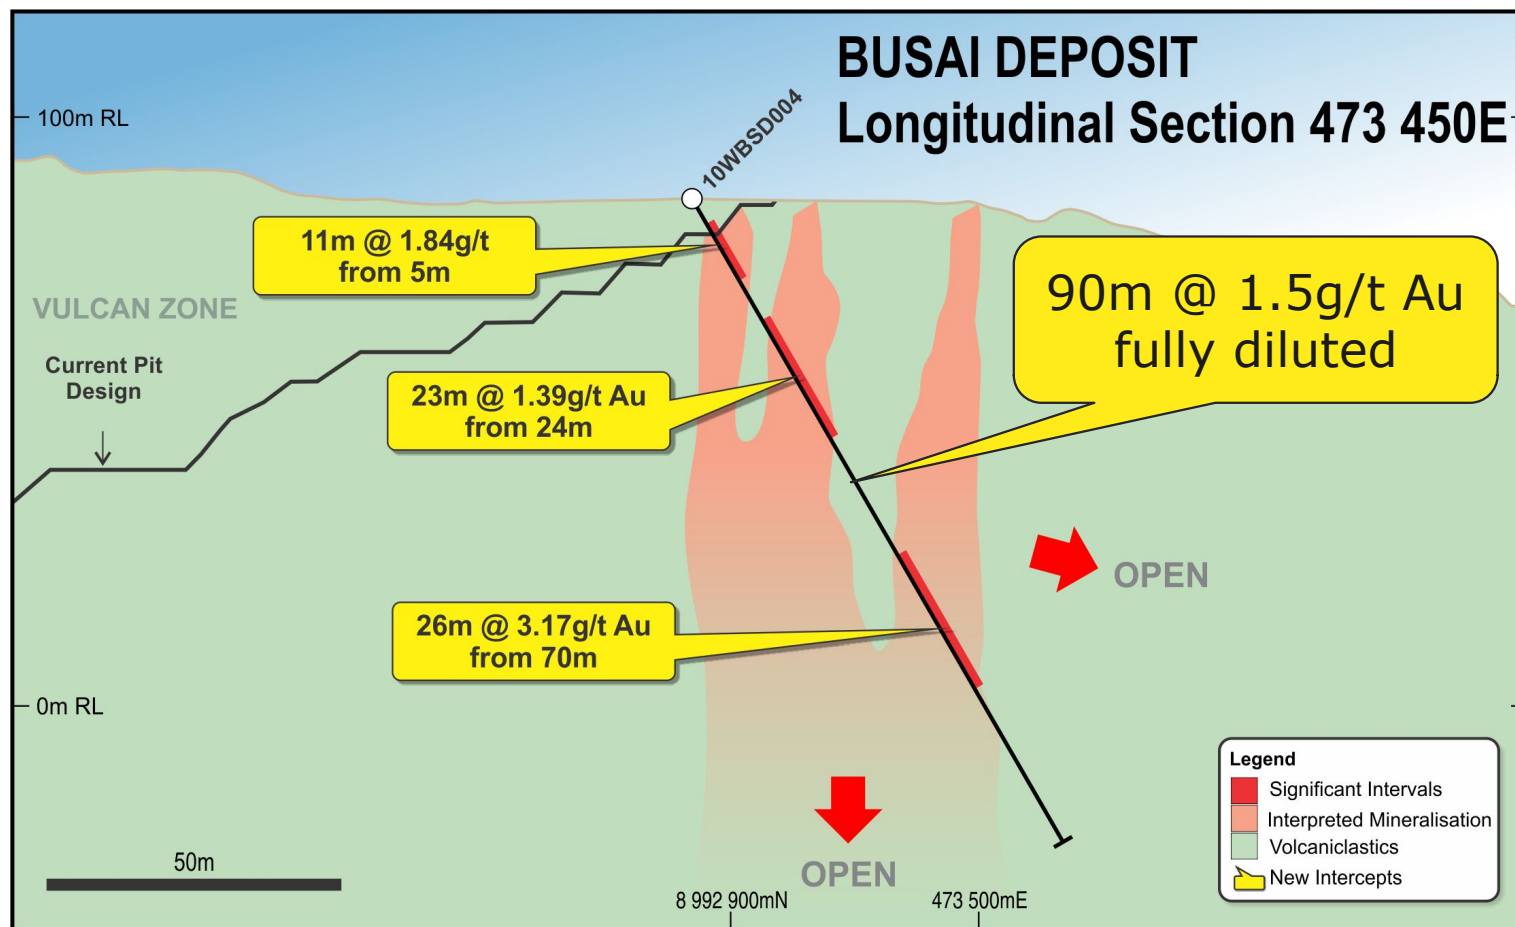 BUSAI DEPOSIT
Longitudinal Section 473 450E
100m RL
10WBSD004
11m @ 1.84g/t
from 5m
VULCAN ZONE
Current Pit
Design
90m @ 1.5g/t Au
fully diluted
23m @ 1.39g/t Au
from 24m
OPEN
26m @ 3.17g/t Au
from 70m
0m RL
Legend
Significant Intervals
Interpreted Mineralisation
Volcaniclastics
New Intercepts
50m
OPEN
8 992 900mN
473 500mE